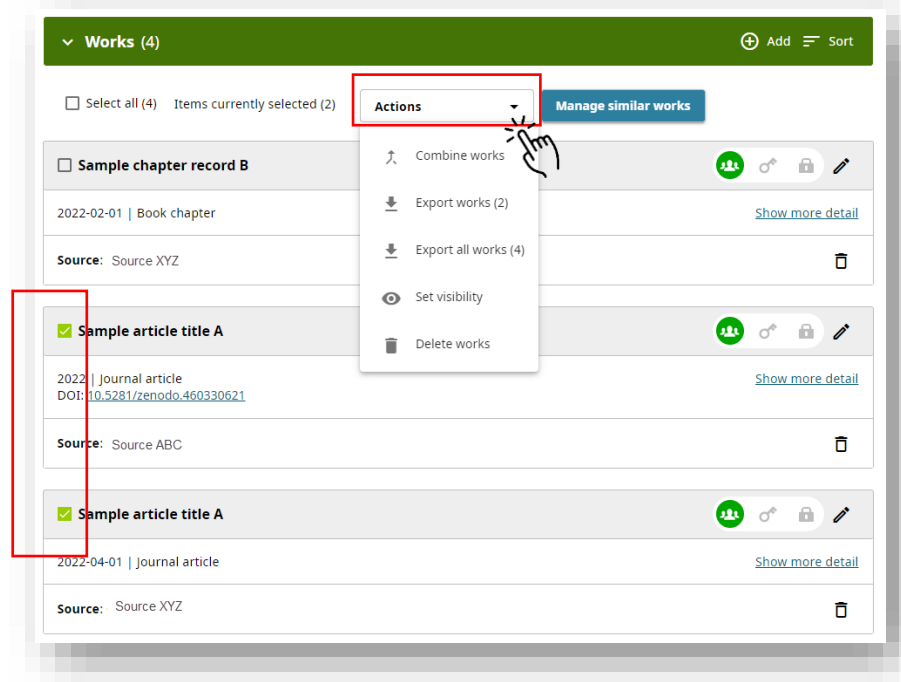 Works (4)
Add
Sort
Select all (4)
Items currently selected (2)
Actions
Manage similar works
Combine works
Export works (2)
Export all works (4)
Set visibility
Delete works
Sample chapter record B
2022-02-01 | Book chapter
Show more detail
Source: Source XYZ
Sample article title A
2022 | Journal article
Show more detail
DOI: 10.5281/zenodo.460330621
Source: Source ABC
Sample article title A
2022-04-01 | Journal article
Show more detail
Source: Source XYZ